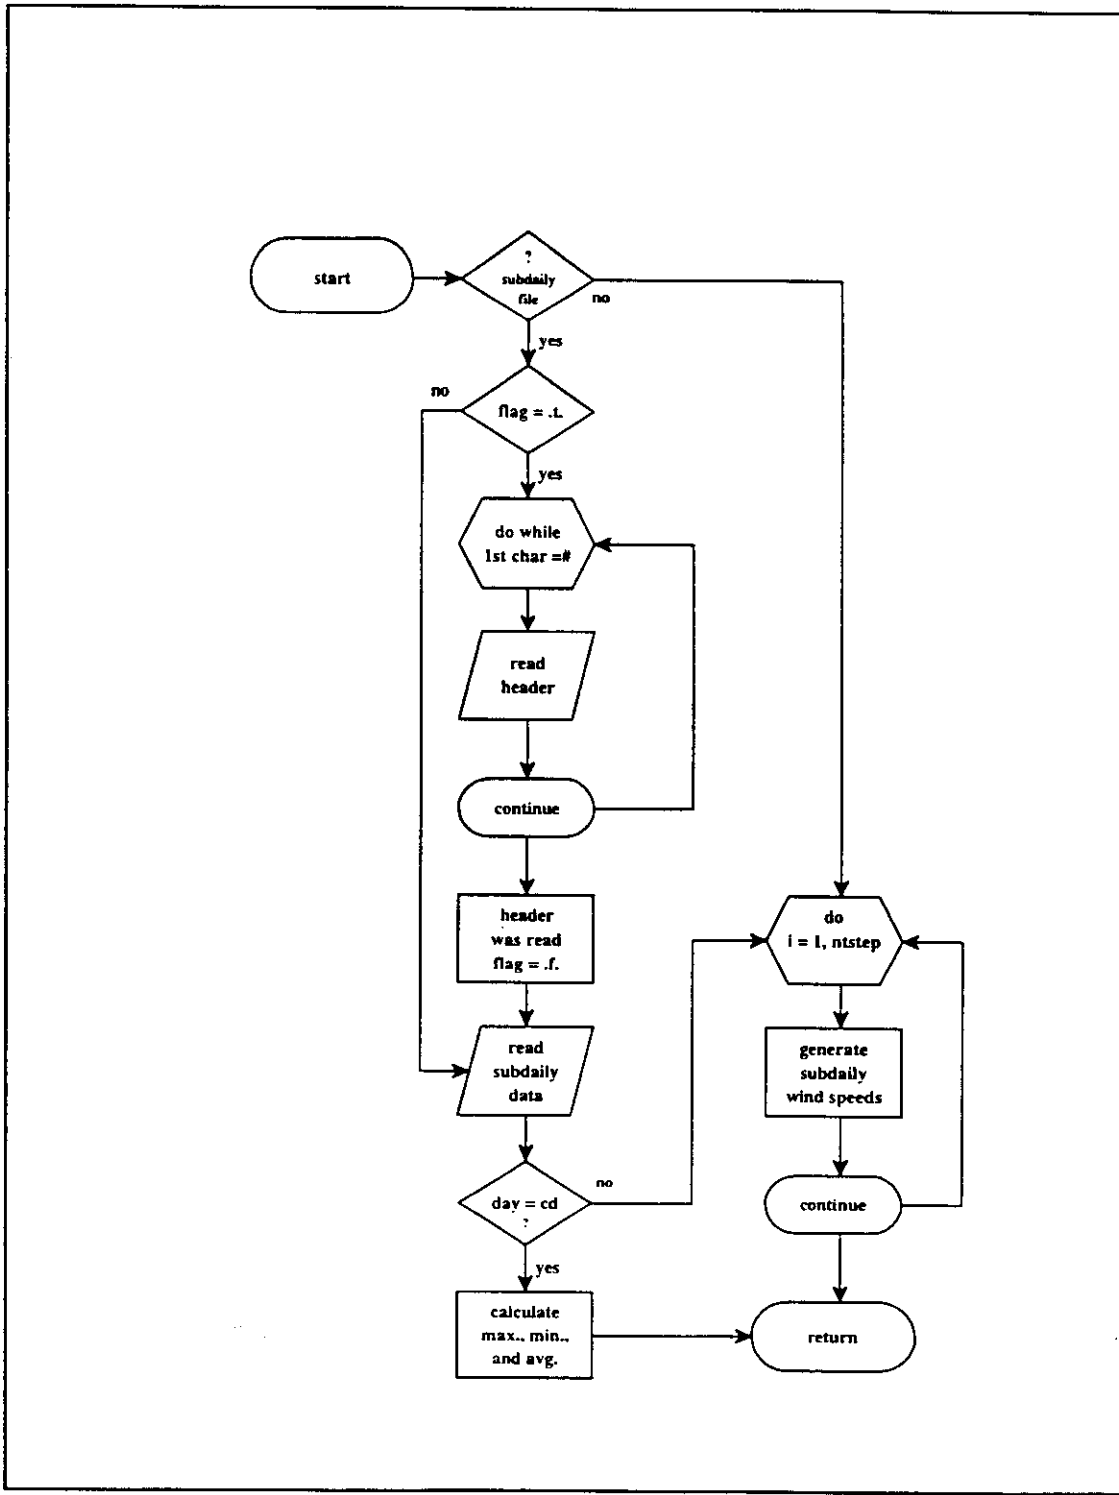 start
?
subdaily
file
no
yes
no
flag = .t.
yes
do while
1st char =#
read
header
continue
header
was read
flag = .f.
do
i = 1, ntstep
read
subdaily
data
generate
subdaily
wind speeds
day = cd
?
no
continue
yes
calculate
max., min.,
and avg.
return